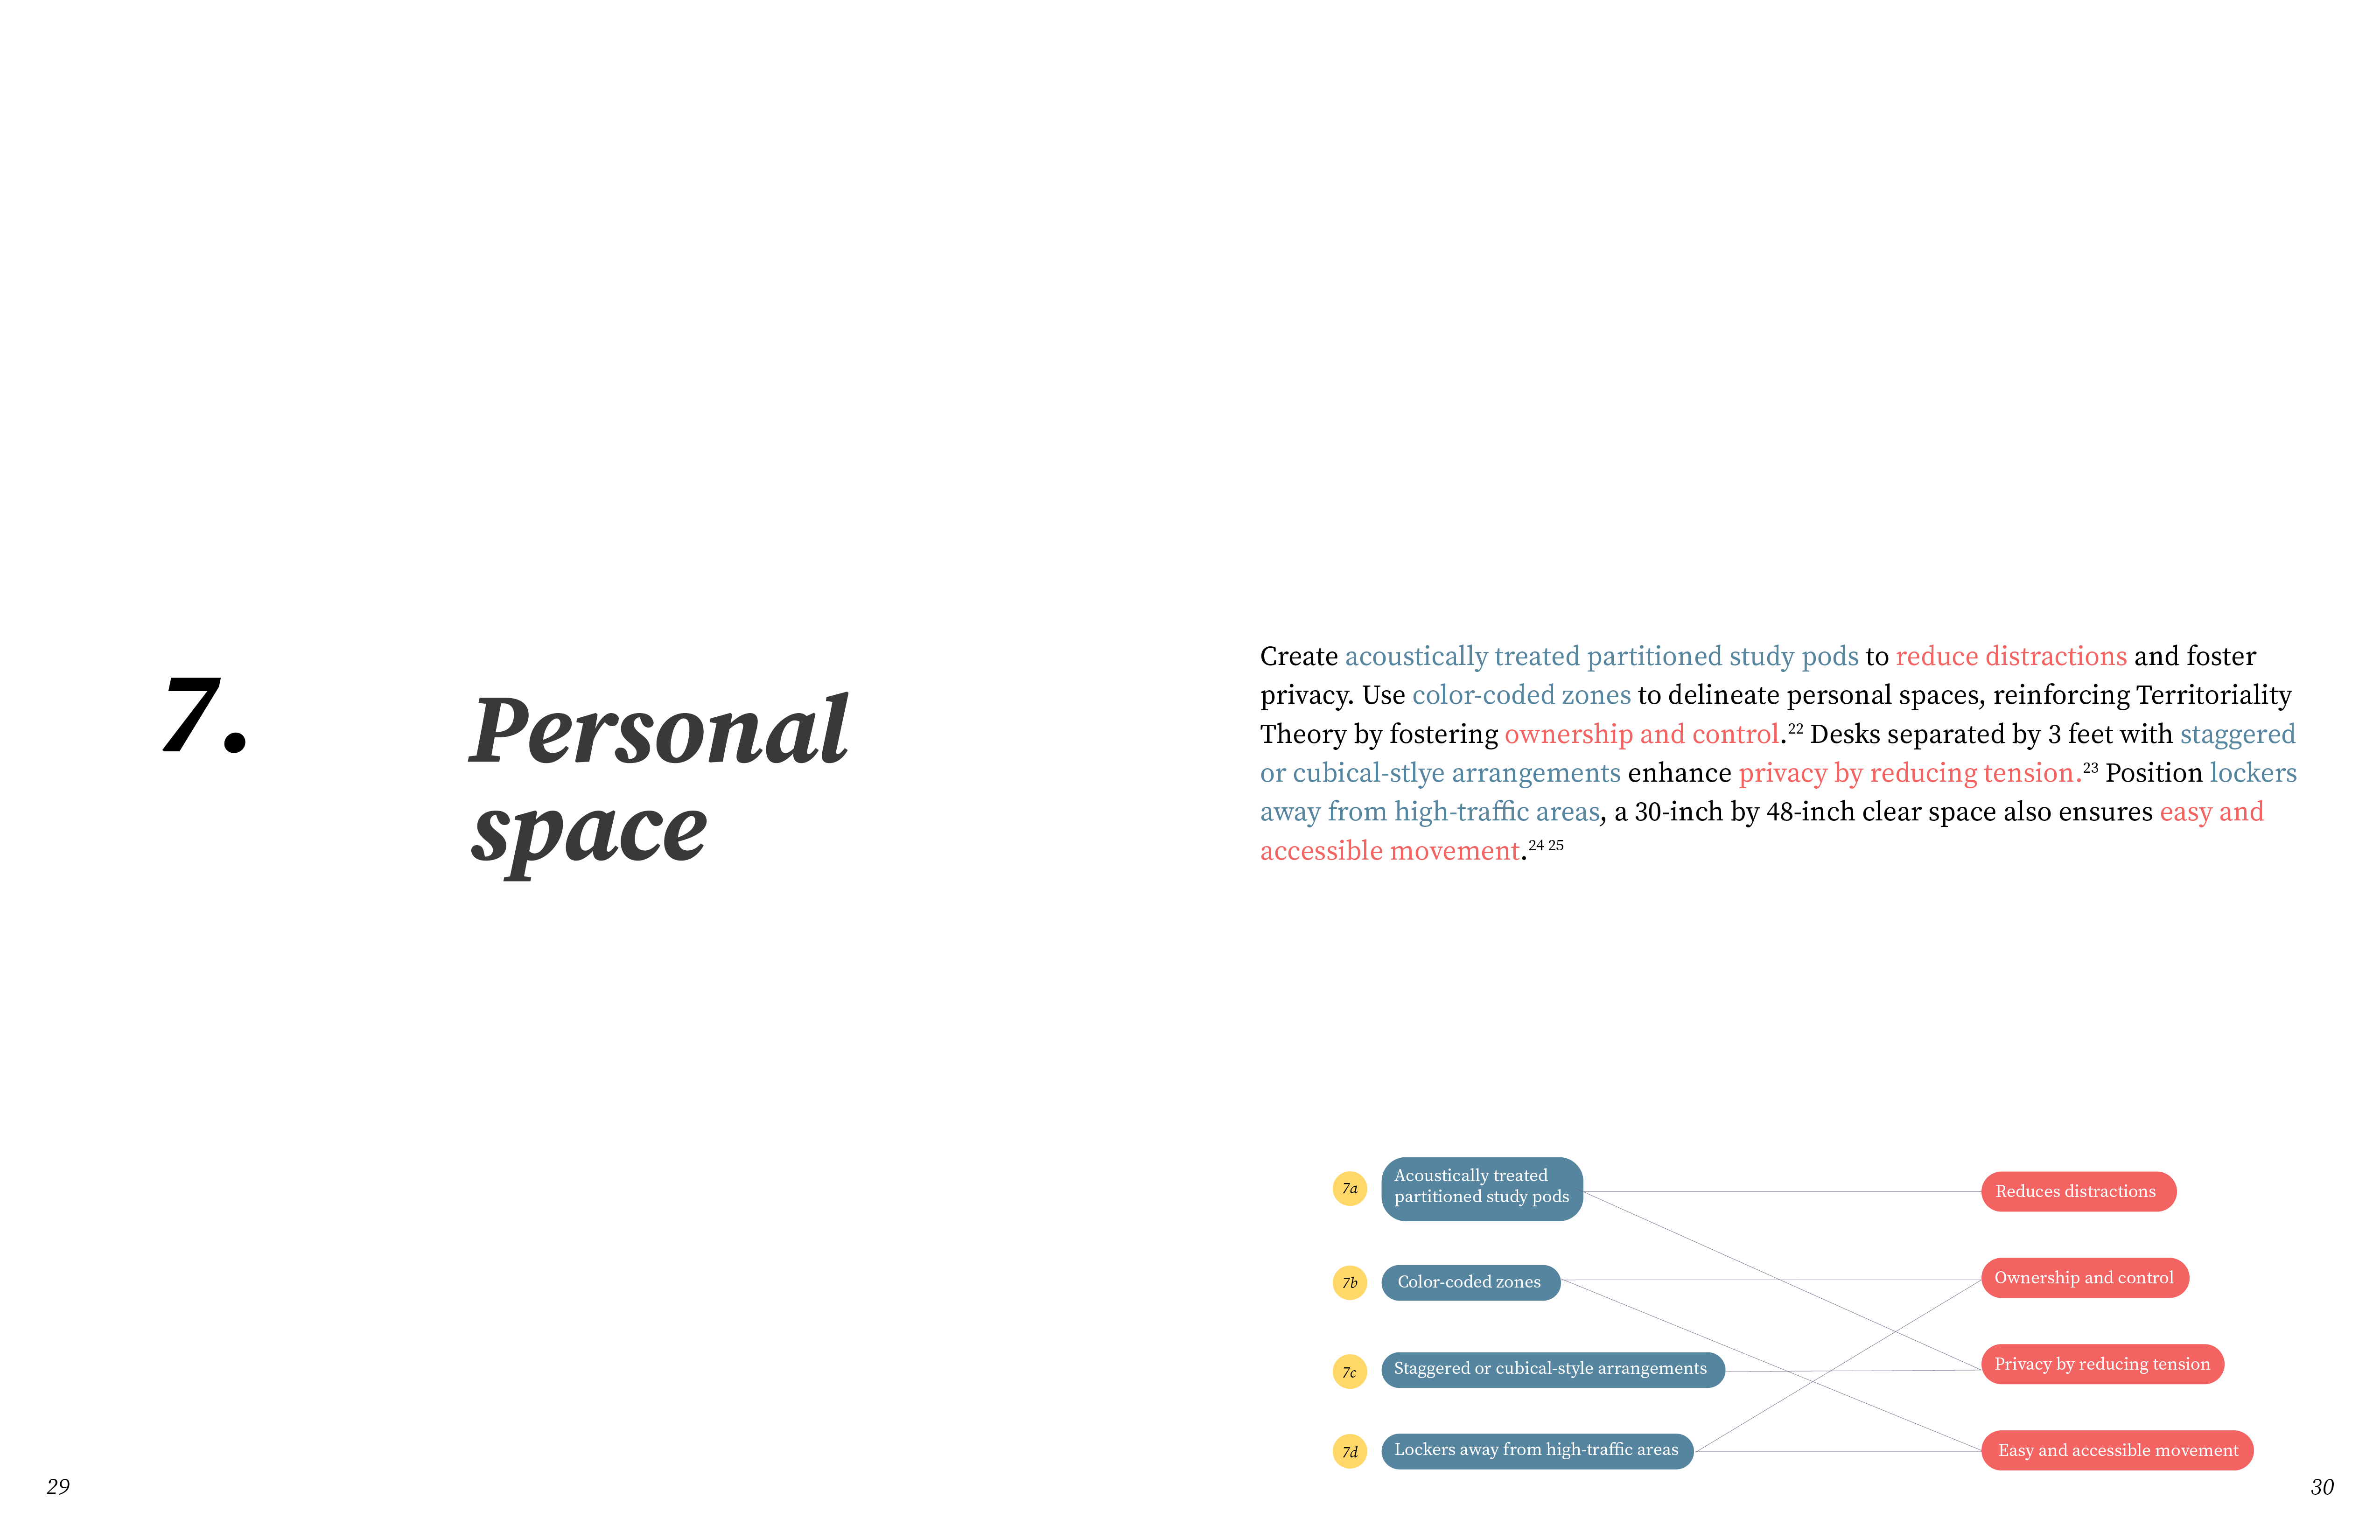 7.
Personal
space
Create acoustically treated partitioned study pods to reduce distractions and foster
privacy. Use color-coded zones to delineate personal spaces, reinforcing Territoriality
Theory by fostering ownership and control.22 Desks separated by 3 feet with staggered
or cubical-stlye arrangements enhance privacy by reducing tension.23 Position lockers
away from high-traffic areas, a 30-inch by 48-inch clear space also ensures easy and
accessible movement.24 25
7a
Acoustically treated
partitioned study pods
Reduces distractions
7b
Color-coded zones
Ownership and control
7c
Staggered or cubical-style arrangements
Privacy by reducing tension
7d
Lockers away from high-traffic areas
Easy and accessible movement
29
30